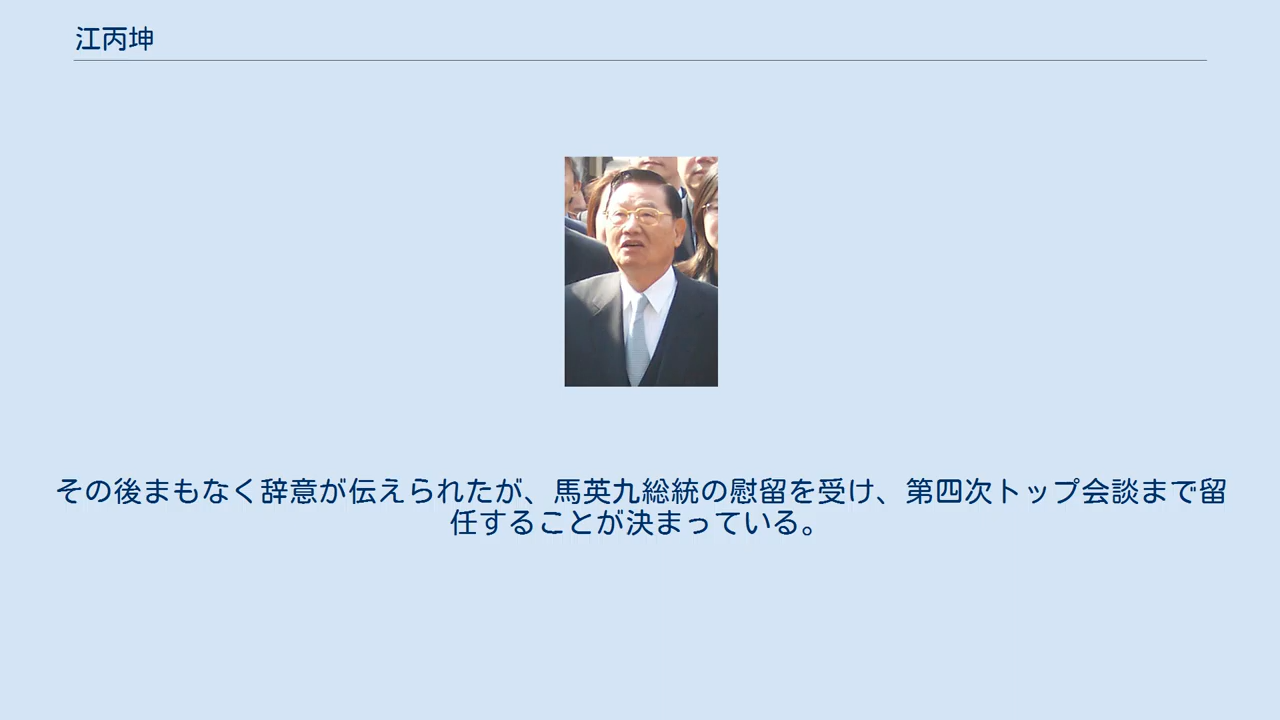 江丙坤
その後まもなく辞意が伝えられたが、馬英九総統の慰留を受け、第四次トップ会談まで留
任することが決まっている。